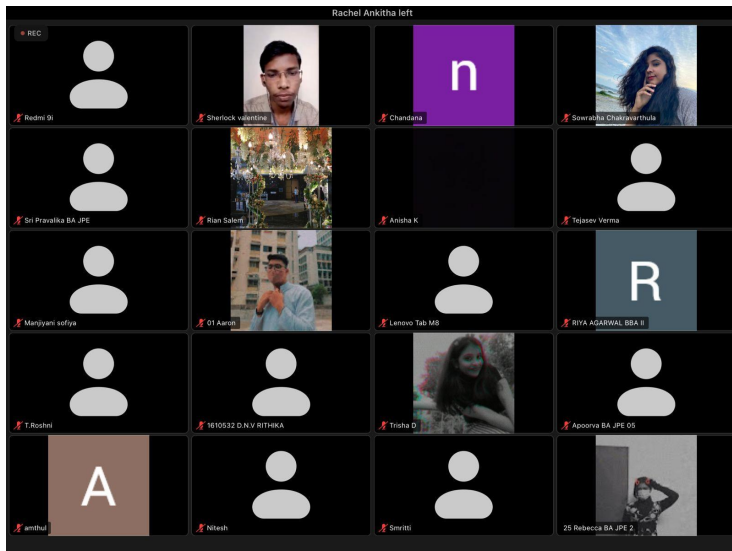 Rachel Ankitha left
REC
Redmi 9i
Sherlock valentine
n
Chandana
Sowrabha Chakravarthula
Sri Pravalika BA JPE
Rian Salem
Anisha K
Tejasev Verma
Manjiyani sofiya
01 Aaron
Lenovo Tab M8
R
RIYA AGARWAL BBA II
T.Roshni
1610532 D.N.V RITHIKA
Trisha D
Apoorva BA JPE 05
A
amthul
Nitesh
Smritti
25 Rebecca BA JPE 2